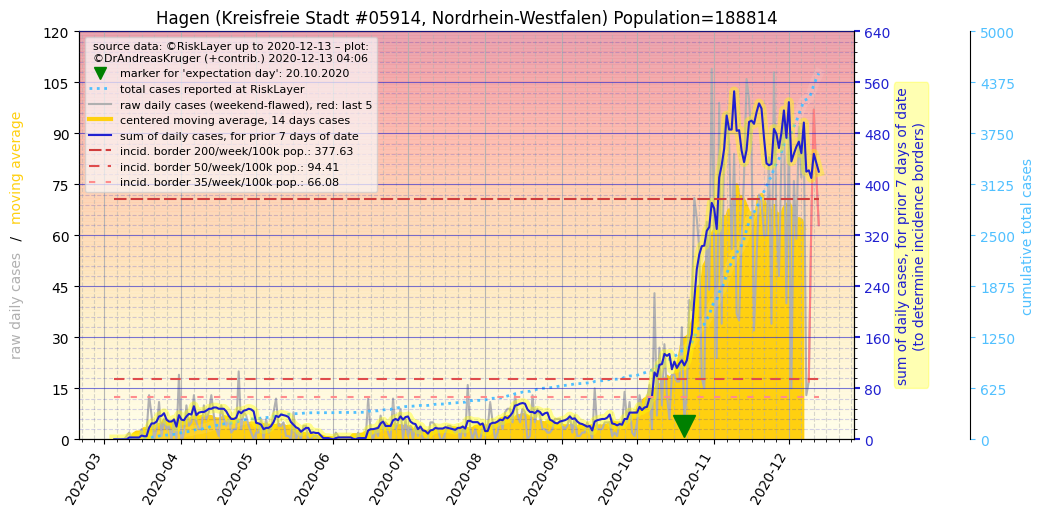 Hagen (Kreisfreie Stadt #05914, Nordrhein-Westfalen) Population=188814
source data: ©RiskLayer up to 2020-12-13 – plot:
©DrAndreasKruger (+contrib.) 2020-12-13 04:06
marker for 'expectation day': 20.10.2020
total cases reported at RiskLayer
raw daily cases (weekend-flawed), red: last 5
centered moving average, 14 days cases
sum of daily cases, for prior 7 days of date
incid. border 200/week/100k pop.: 377.63
incid. border 50/week/100k pop.: 94.41
incid. border 35/week/100k pop.: 66.08
raw daily cases / moving average
120
105
90
75
60
45
30
15
0
2020-03
2020-04
2020-05
2020-06
2020-07
2020-08
2020-09
2020-10
2020-11
2020-12
640
560
480
400
320
240
160
80
0
sum of daily cases, for prior 7 days of date
(to determine incidence borders)
5000
4375
3750
3125
2500
1875
1250
625
0
cumulative total cases